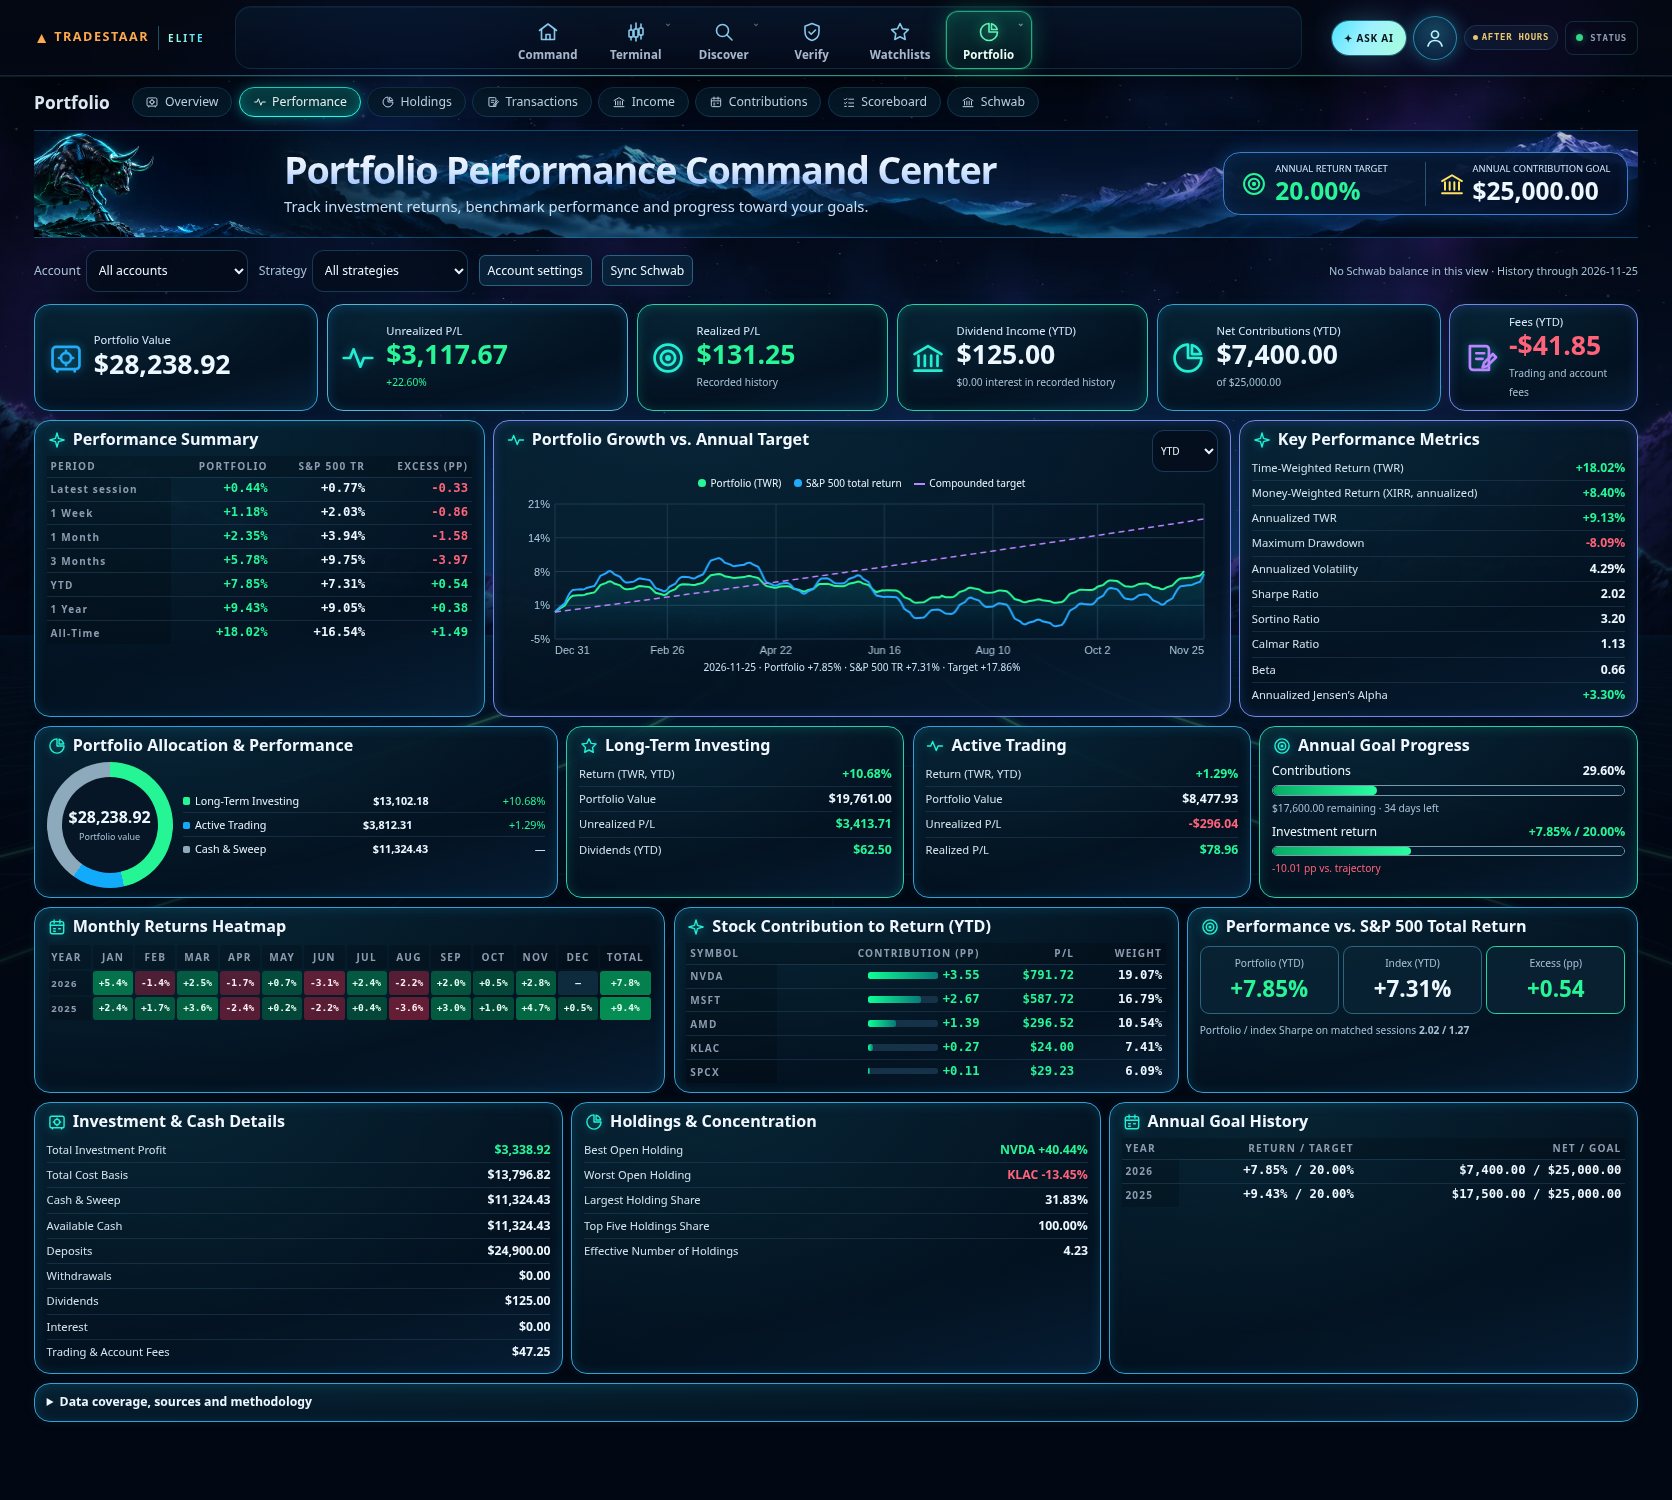 ▲ TRADESTAAR ELITE
Command Terminal Discover Verify Watchlists Portfolio
✦ ASK AI
AFTER HOURS
STATUS
Portfolio
Overview Performance Holdings Transactions Income Contributions Scoreboard Schwab
Portfolio Performance Command Center
Track investment returns, benchmark performance and progress toward your goals.
ANNUAL RETURN TARGET
20.00%
ANNUAL CONTRIBUTION GOAL
$25,000.00
Account All accounts Strategy All strategies Account settings Sync Schwab
No Schwab balance in this view · History through 2026-11-25
Portfolio Value
$28,238.92
Unrealized P/L
$3,117.67
+22.60%
Realized P/L
$131.25
Recorded history
Dividend Income (YTD)
$125.00
$0.00 interest in recorded history
Net Contributions (YTD)
$7,400.00
of $25,000.00
Fees (YTD)
-$41.85
Trading and account
fees
Performance Summary
PERIOD PORTFOLIO S&P 500 TR EXCESS (PP)
Latest session +0.44% +0.77% -0.33
1 Week +1.18% +2.03% -0.86
1 Month +2.35% +3.94% -1.58
3 Months +5.78% +9.75% -3.97
YTD +7.85% +7.31% +0.54
1 Year +9.43% +9.05% +0.38
All-Time +18.02% +16.54% +1.49
Portfolio Growth vs. Annual Target
YTD
Portfolio (TWR) S&P 500 total return Compounded target
21%
14%
8%
1%
-5%
Dec 31 Feb 26 Apr 22 Jun 16 Aug 10 Oct 2 Nov 25
2026-11-25 · Portfolio +7.85% · S&P 500 TR +7.31% · Target +17.86%
Key Performance Metrics
Time-Weighted Return (TWR) +18.02%
Money-Weighted Return (XIRR, annualized) +8.40%
Annualized TWR +9.13%
Maximum Drawdown -8.09%
Annualized Volatility 4.29%
Sharpe Ratio 2.02
Sortino Ratio 3.20
Calmar Ratio 1.13
Beta 0.66
Annualized Jensen's Alpha +3.30%
Portfolio Allocation & Performance
$28,238.92
Portfolio value
Long-Term Investing $13,102.18 +10.68%
Active Trading $3,812.31 +1.29%
Cash & Sweep $11,324.43 —
Long-Term Investing
Return (TWR, YTD) +10.68%
Portfolio Value $19,761.00
Unrealized P/L $3,413.71
Dividends (YTD) $62.50
Active Trading
Return (TWR, YTD) +1.29%
Portfolio Value $8,477.93
Unrealized P/L -$296.04
Realized P/L $78.96
Annual Goal Progress
Contributions 29.60%
$17,600.00 remaining · 34 days left
Investment return +7.85% / 20.00%
-10.01 pp vs. trajectory
Monthly Returns Heatmap
YEAR JAN FEB MAR APR MAY JUN JUL AUG SEP OCT NOV DEC TOTAL
2026 +5.4% -1.4% +2.5% -1.7% +0.7% -3.1% +2.4% -2.2% +2.0% +0.5% +2.8% — +7.8%
2025 +2.4% +1.7% +3.6% -2.4% +0.2% -2.2% +0.4% -3.6% +3.0% +1.0% +4.7% +0.5% +9.4%
Stock Contribution to Return (YTD)
SYMBOL CONTRIBUTION (PP) P/L WEIGHT
NVDA +3.55 $791.72 19.07%
MSFT +2.67 $587.72 16.79%
AMD +1.39 $296.52 10.54%
KLAC +0.27 $24.00 7.41%
SPCX +0.11 $29.23 6.09%
Performance vs. S&P 500 Total Return
Portfolio (YTD)
+7.85%
Index (YTD)
+7.31%
Excess (pp)
+0.54
Portfolio / index Sharpe on matched sessions 2.02 / 1.27
Investment & Cash Details
Total Investment Profit $3,338.92
Total Cost Basis $13,796.82
Cash & Sweep $11,324.43
Available Cash $11,324.43
Deposits $24,900.00
Withdrawals $0.00
Dividends $125.00
Interest $0.00
Trading & Account Fees $47.25
Holdings & Concentration
Best Open Holding NVDA +40.44%
Worst Open Holding KLAC -13.45%
Largest Holding Share 31.83%
Top Five Holdings Share 100.00%
Effective Number of Holdings 4.23
Annual Goal History
YEAR RETURN / TARGET NET / GOAL
2026 +7.85% / 20.00% $7,400.00 / $25,000.00
2025 +9.43% / 20.00% $17,500.00 / $25,000.00
▶ Data coverage, sources and methodology